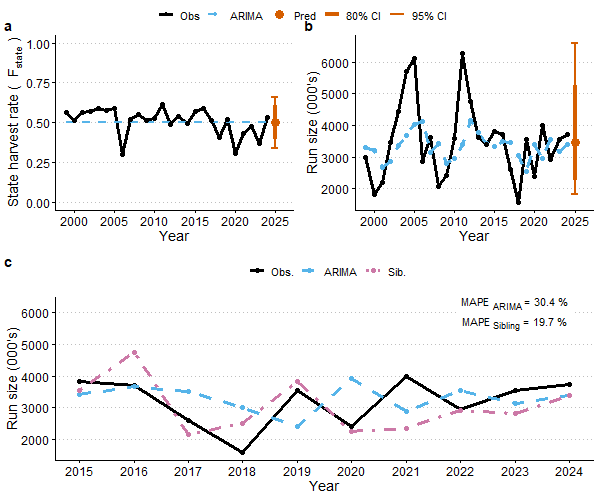 Obs ARIMA Pred 80% CI 95% CI
a
State harvest rate ( F state )
1.00
0.75
0.50
0.25
0.00
2000 2005 2010 2015 2020 2025
Year
b
Run size (000's)
6000
5000
4000
3000
2000
2000 2005 2010 2015 2020 2025
Year
c
Obs. ARIMA Sib.
MAPE ARIMA = 30.4 %
MAPE Sibling = 19.7 %
Run size (000's)
6000
5000
4000
3000
2000
2015 2016 2017 2018 2019 2020 2021 2022 2023 2024
Year